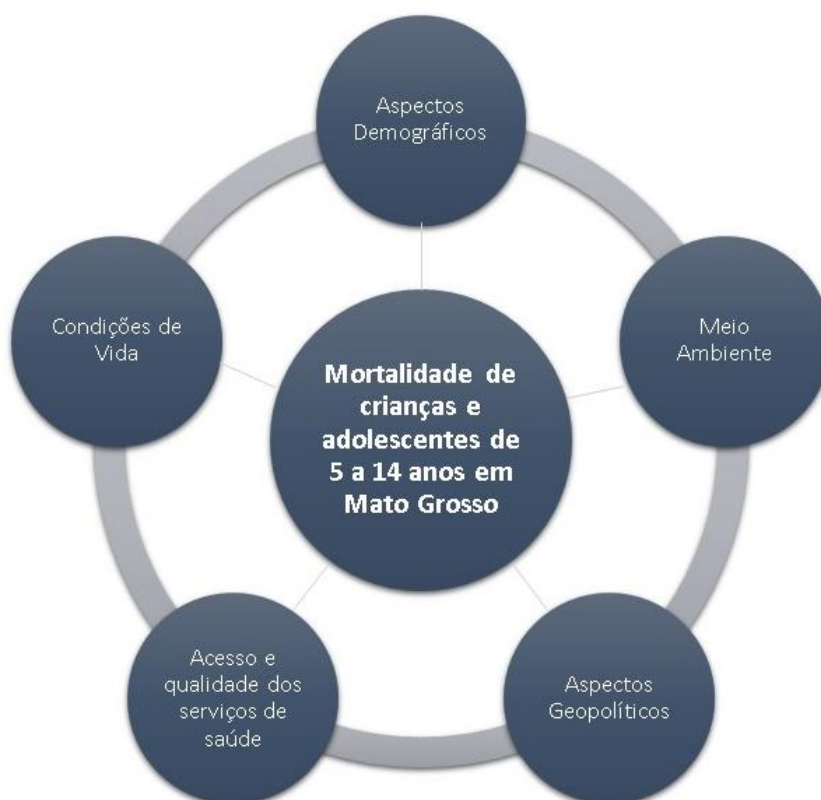 Aspectos
Demográficos
Condições de
Vida
Meio
Ambiente
Mortalidade de
crianças e
adolescentes de
5 a 14 anos em
Mato Grosso
Acesso e
qualidade dos
serviços de
saúde
Aspectos
Geopolíticos